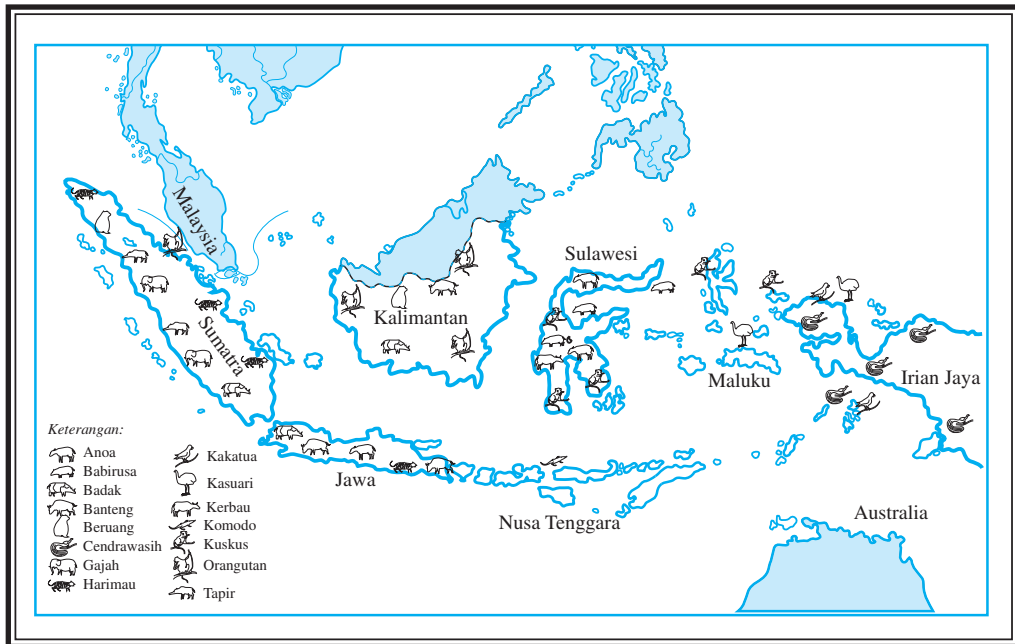 Malaysia
Sumatra
Kalimantan
Sulawesi
Maluku
Irian Jaya
Jawa
Nusa Tenggara
Australia
Keterangan:
Anoa
Babirusa
Badak
Banteng
Beruang
Cendrawasih
Gajah
Harimau
Kakatua
Kasuari
Kerbau
Komodo
Kuskus
Orangutan
Tapir